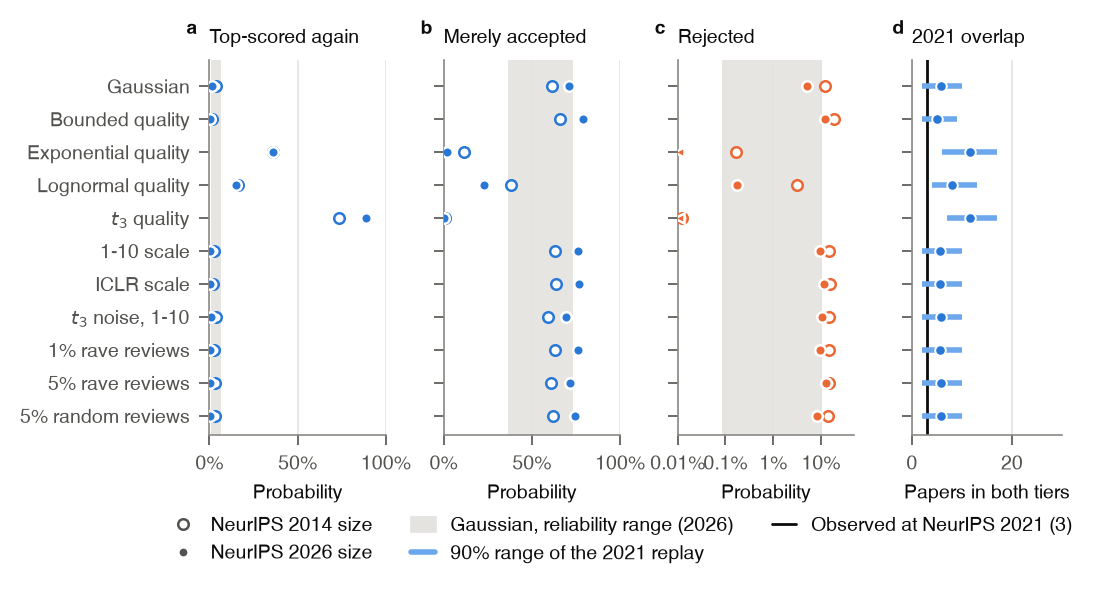 a Top-scored again
b Merely accepted
c Rejected
d 2021 overlap
Gaussian
Bounded quality
Exponential quality
Lognormal quality
t3 quality
1-10 scale
ICLR scale
t3 noise, 1-10
1% rave reviews
5% rave reviews
5% random reviews
0% 50% 100%
0% 50% 100%
0.01% 0.1% 1% 10%
0 20
Probability
Probability
Probability
Papers in both tiers
NeurIPS 2014 size
Gaussian, reliability range (2026)
Observed at NeurIPS 2021 (3)
NeurIPS 2026 size
90% range of the 2021 replay